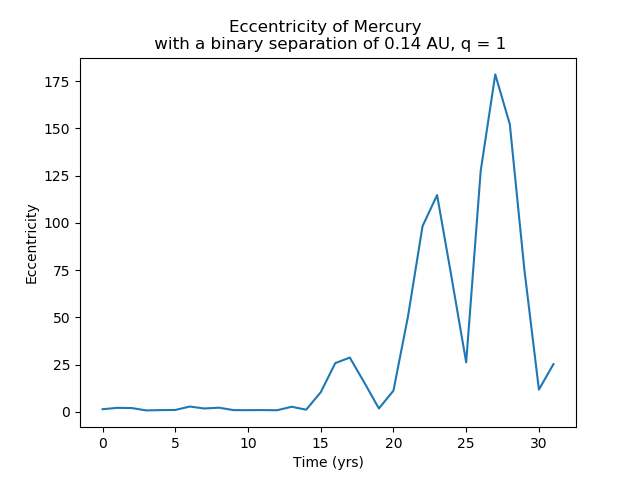 Eccentricity of Mercury
with a binary separation of 0.14 AU, q = 1
175
150
125
100
75
50
25
0
Eccentricity
0 5 10 15 20 25 30
Time (yrs)